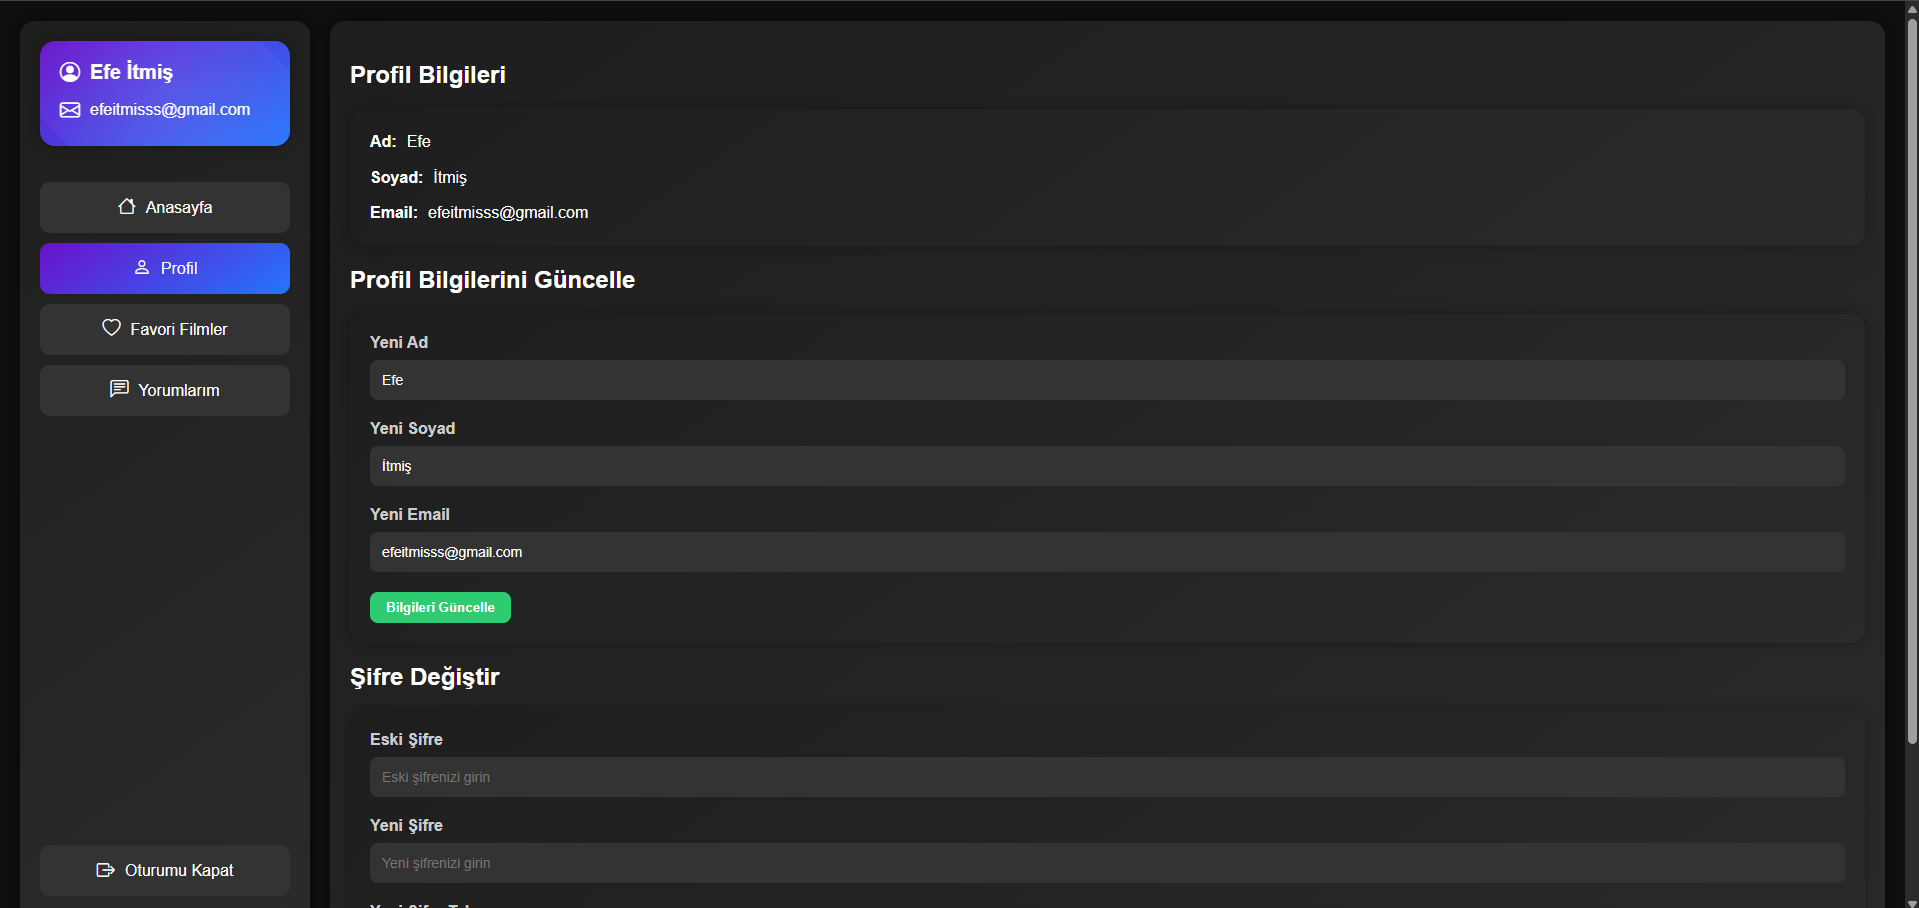 Efe İtmiş
efeitmisss@gmail.com
Anasayfa
Profil
Favori Filmler
Yorumlarım
Oturumu Kapat
Profil Bilgileri
Ad: Efe
Soyad: İtmiş
Email: efeitmisss@gmail.com
Profil Bilgilerini Güncelle
Yeni Ad
Efe
Yeni Soyad
İtmiş
Yeni Email
efeitmisss@gmail.com
Bilgileri Güncelle
Şifre Değiştir
Eski Şifre
Eski şifrenizi girin
Yeni Şifre
Yeni şifrenizi girin
Yeni Şifre